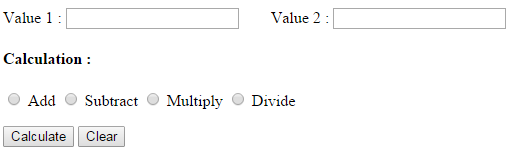 Value 1 : Value 2 :
Calculation :
Add Subtract Multiply Divide
Calculate Clear